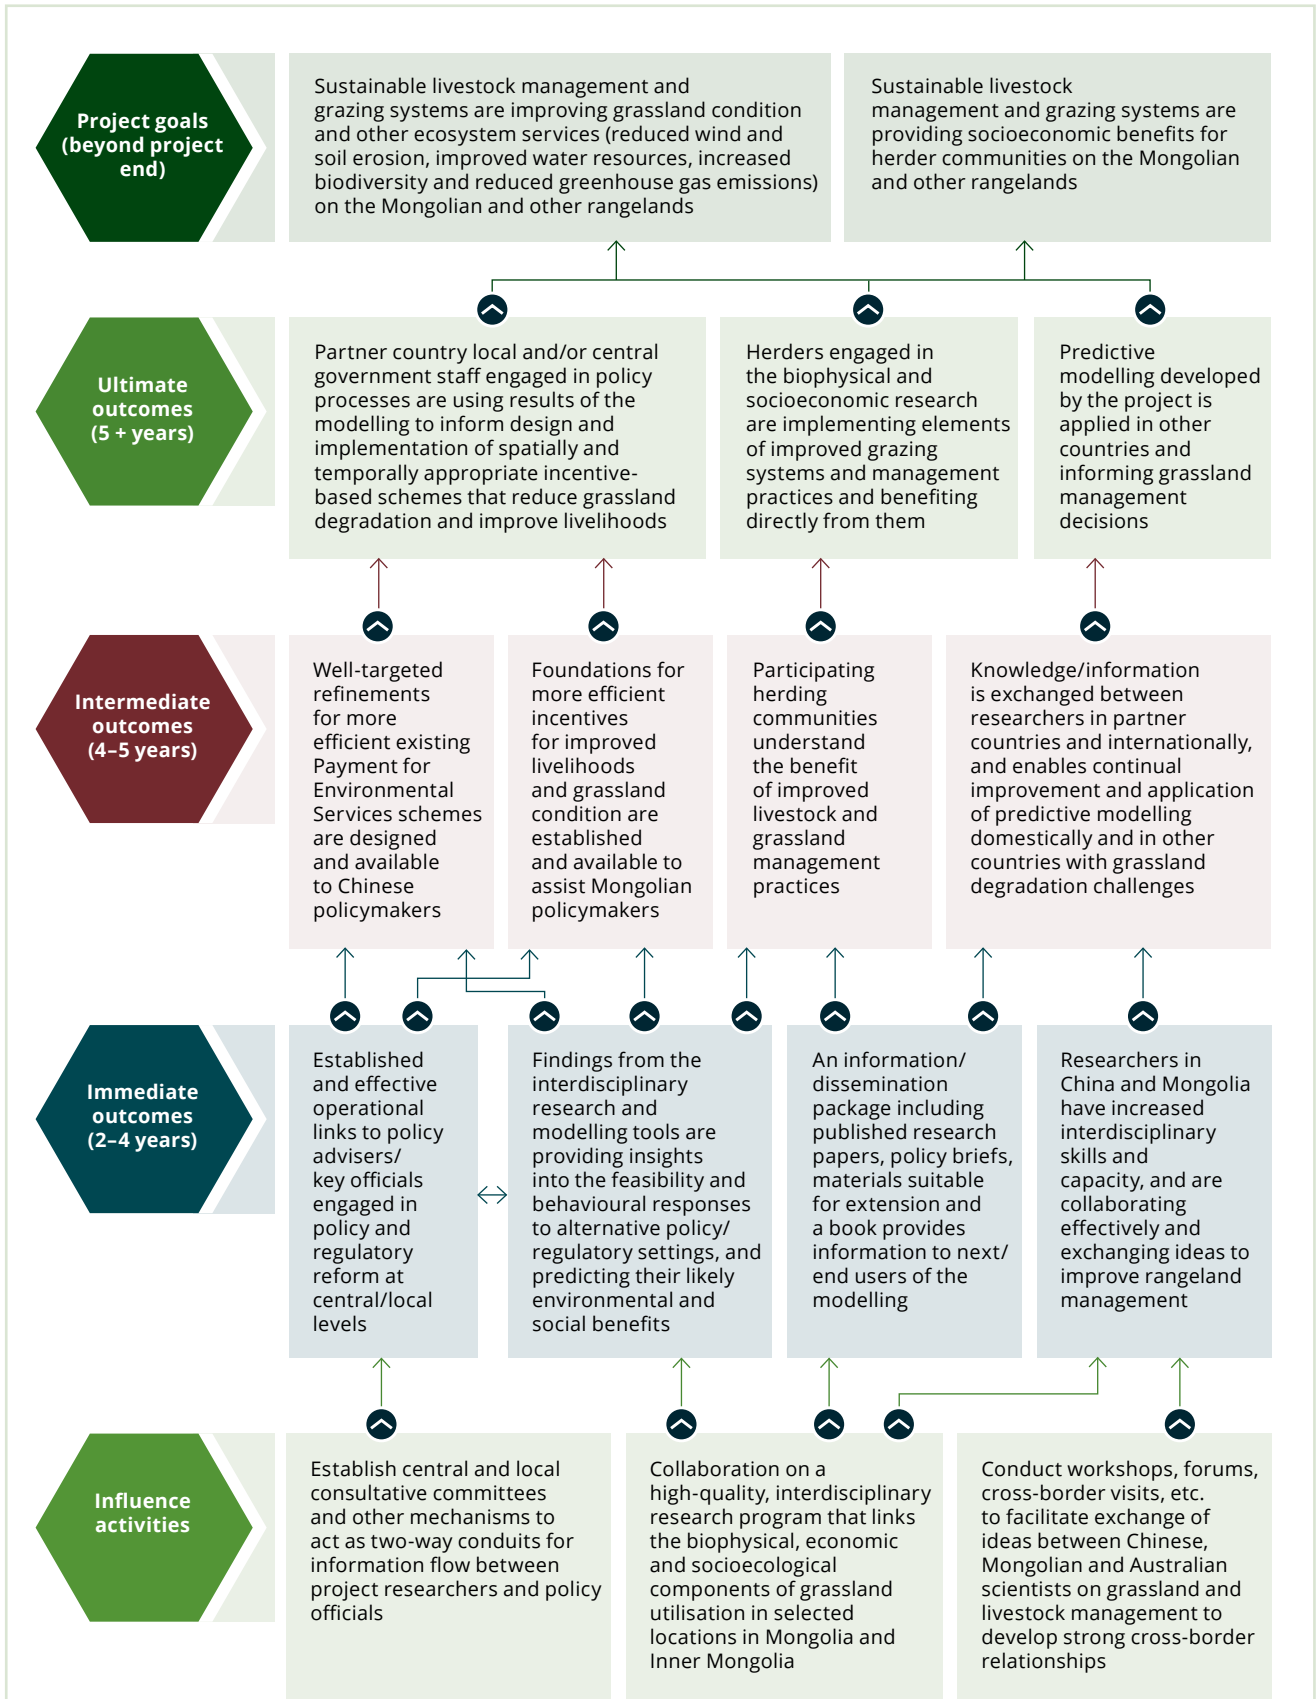 Project goals
(beyond project
end)
Sustainable livestock management and
grazing systems are improving grassland condition
and other ecosystem services (reduced wind and
soil erosion, improved water resources, increased
biodiversity and reduced greenhouse gas emissions)
on the Mongolian and other rangelands
Sustainable livestock
management and grazing systems are
providing socioeconomic benefits for
herder communities on the Mongolian
and other rangelands
Ultimate
outcomes
(5 + years)
Partner country local and/or central
government staff engaged in policy
processes are using results of the
modelling to inform design and
implementation of spatially and
temporally appropriate incentive-
based schemes that reduce grassland
degradation and improve livelihoods
Herders engaged in
the biophysical and
socioeconomic research
are implementing elements
of improved grazing
systems and management
practices and benefiting
directly from them
Predictive
modelling developed
by the project is
applied in other
countries and
informing grassland
management
decisions
Intermediate
outcomes
(4–5 years)
Well-targeted
refinements
for more
efficient existing
Payment for
Environmental
Services schemes
are designed
and available
to Chinese
policymakers
Foundations for
more efficient
incentives
for improved
livelihoods
and grassland
condition are
established
and available to
assist Mongolian
policymakers
Participating
herding
communities
understand
the benefit
of improved
livestock and
grassland
management
practices
Knowledge/information
is exchanged between
researchers in partner
countries and internationally,
and enables continual
improvement and application
of predictive modelling
domestically and in other
countries with grassland
degradation challenges
Immediate
outcomes
(2–4 years)
Established
and effective
operational
links to policy
advisers/
key officials
engaged in
policy and
regulatory
reform at
central/local
levels
Findings from the
interdisciplinary
research and
modelling tools are
providing insights
into the feasibility and
behavioural responses
to alternative policy/
regulatory settings, and
predicting their likely
environmental and
social benefits
An information/
dissemination
package including
published research
papers, policy briefs,
materials suitable
for extension and
a book provides
information to next/
end users of the
modelling
Researchers in
China and Mongolia
have increased
interdisciplinary
skills and
capacity, and are
collaborating
effectively and
exchanging ideas to
improve rangeland
management
Influence
activities
Establish central and local
consultative committees
and other mechanisms to
act as two-way conduits for
information flow between
project researchers and policy
officials
Collaboration on a
high-quality, interdisciplinary
research program that links
the biophysical, economic
and socioecological
components of grassland
utilisation in selected
locations in Mongolia and
Inner Mongolia
Conduct workshops, forums,
cross-border visits, etc.
to facilitate exchange of
ideas between Chinese,
Mongolian and Australian
scientists on grassland and
livestock management to
develop strong cross-border
relationships